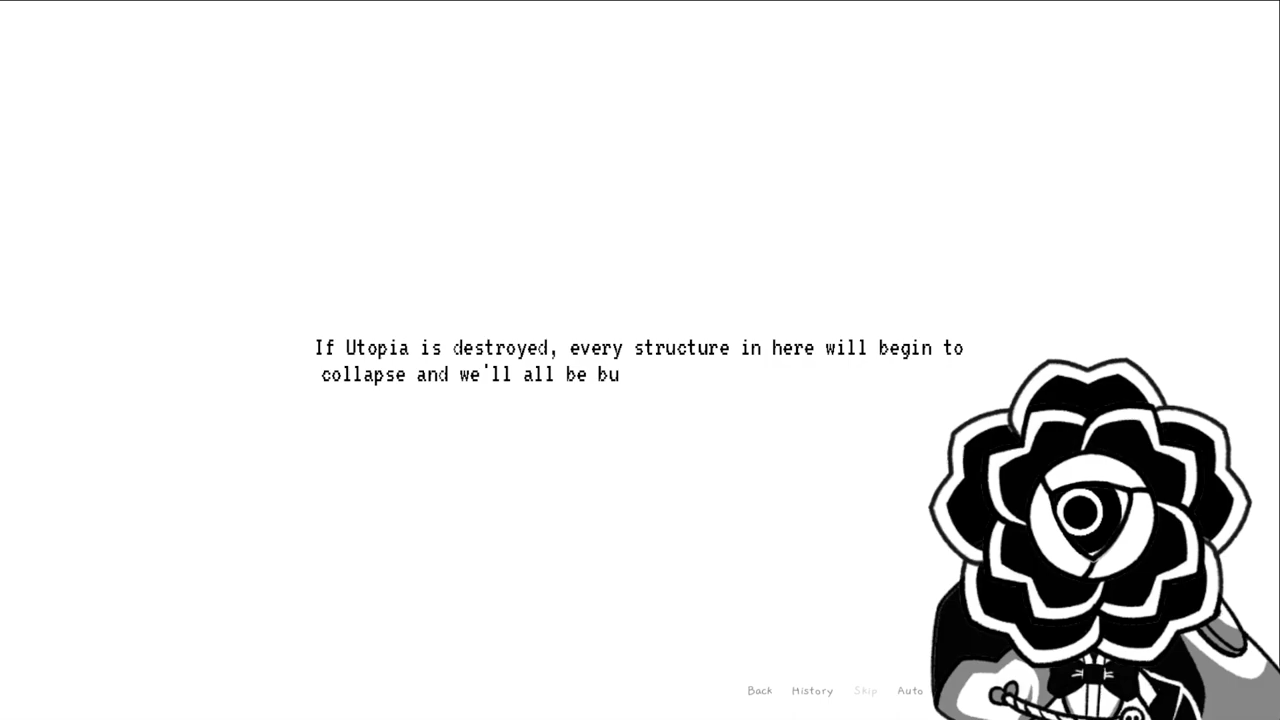 If Utopia is destroyed, every structure in here will begin to
collapse and we'll all be bu
Back History Skip Auto